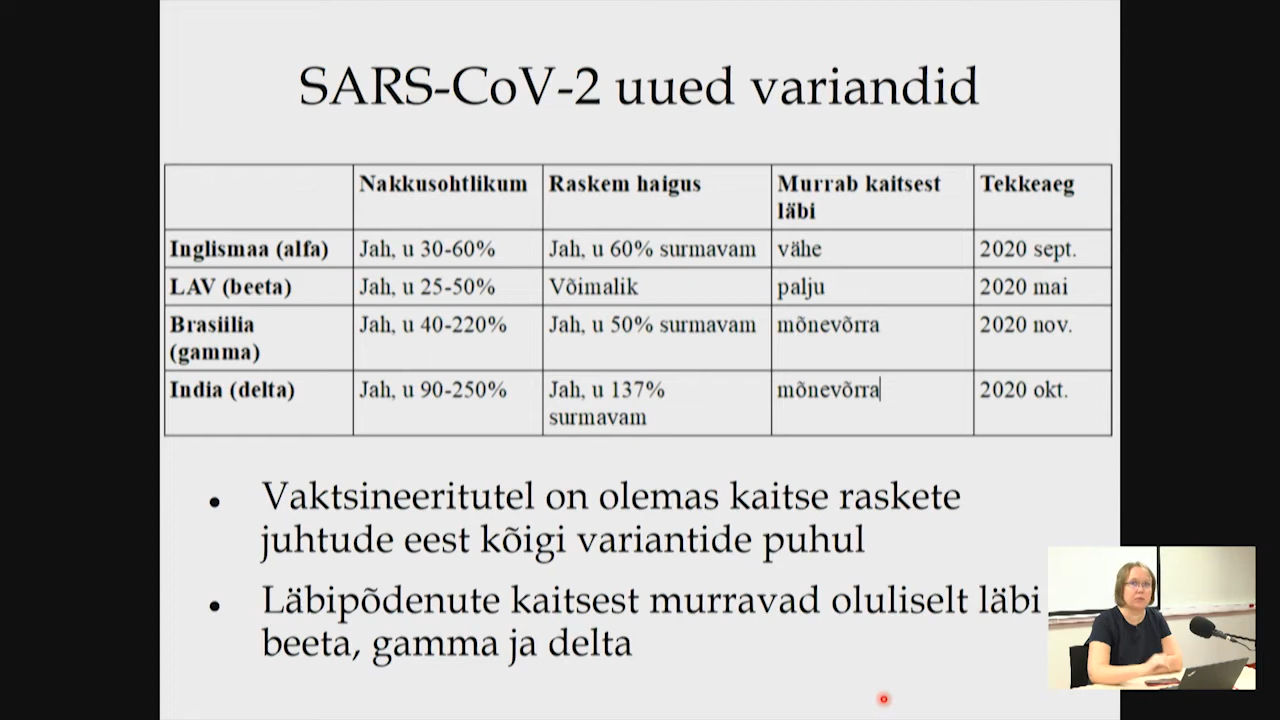 SARS-CoV-2 uued variandid
Nakkusohtlikum Raskem haigus Murrab kaitsest läbi Tekkeaeg
Inglismaa (alfa) Jah, u 30-60% Jah, u 60% surmavam vähe 2020 sept.
LAV (beeta) Jah, u 25-50% Võimalik palju 2020 mai
Brasiilia (gamma) Jah, u 40-220% Jah, u 50% surmavam mõnevõrra 2020 nov.
India (delta) Jah, u 90-250% Jah, u 137% surmavam mõnevõrra 2020 okt.
• Vaktsineeritutel on olemas kaitse raskete
juhtude eest kõigi variantide puhul
• Läbipõdenute kaitsest murravad oluliselt läbi
beeta, gamma ja delta